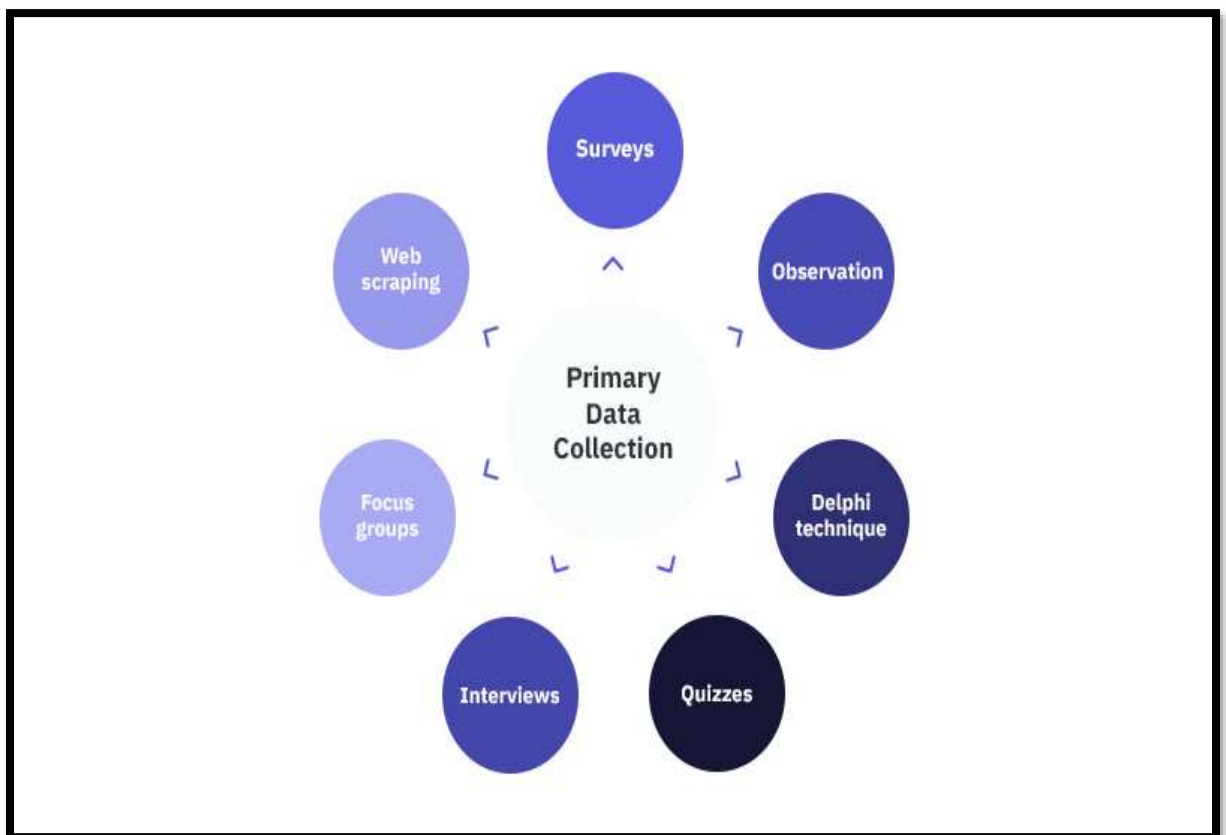 Surveys
Observation
Delphi
technique
Quizzes
Interviews
Focus
groups
Web
scraping
Primary
Data
Collection